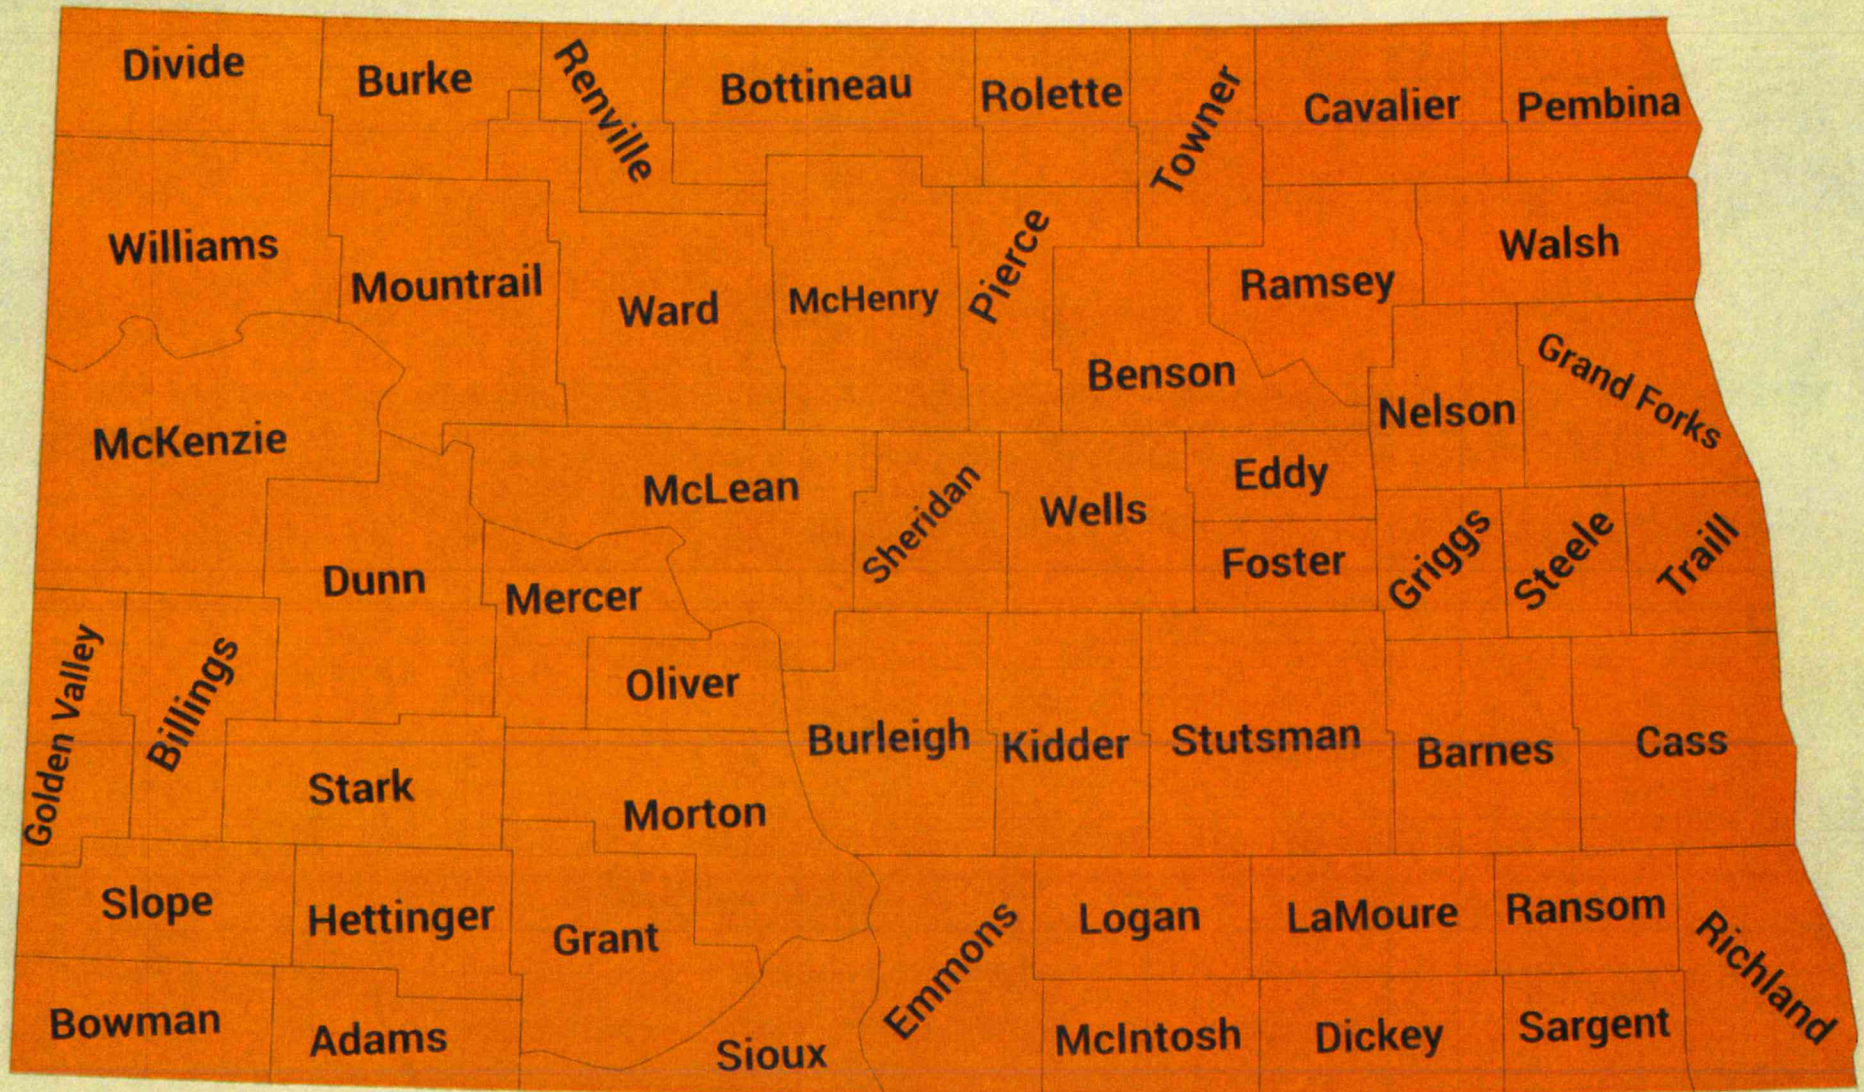 Divide
Burke
Renville
Bottineau
Rolette
Towner
Cavalier
Pembina
Williams
Mountrail
Ward
McHenry
Pierce
Benson
Ramsey
Walsh
McKenzie
McLean
Sheridan
Wells
Eddy
Foster
Nelson
Grand Forks
Dunn
Mercer
Oliver
Griggs
Steele
Traill
Golden Valley
Billings
Stark
Morton
Burleigh
Kidder
Stutsman
Barnes
Cass
Slope
Hettinger
Grant
Emmons
Logan
LaMoure
Ransom
Richland
Bowman
Adams
Sioux
McIntosh
Dickey
Sargent